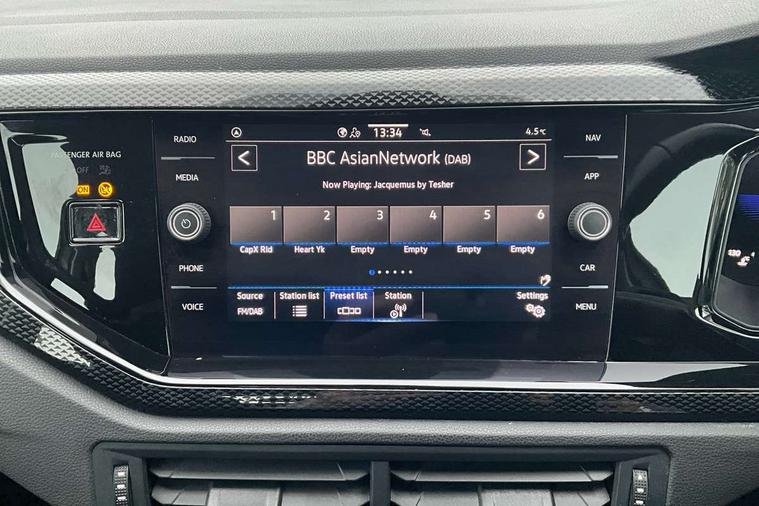 PASSENGER AIR BAG
OFF
ON
RADIO
MEDIA
PHONE
VOICE
13:34
4.5°C
BBC AsianNetwork (DAB)
Now Playing: Jacquemus by Tesher
1 2 3 4 5 6
CapX Rld Heart Yk Empty Empty Empty Empty
Source Station list Preset list Station Settings
FM/DAB
NAV
APP
CAR
MENU